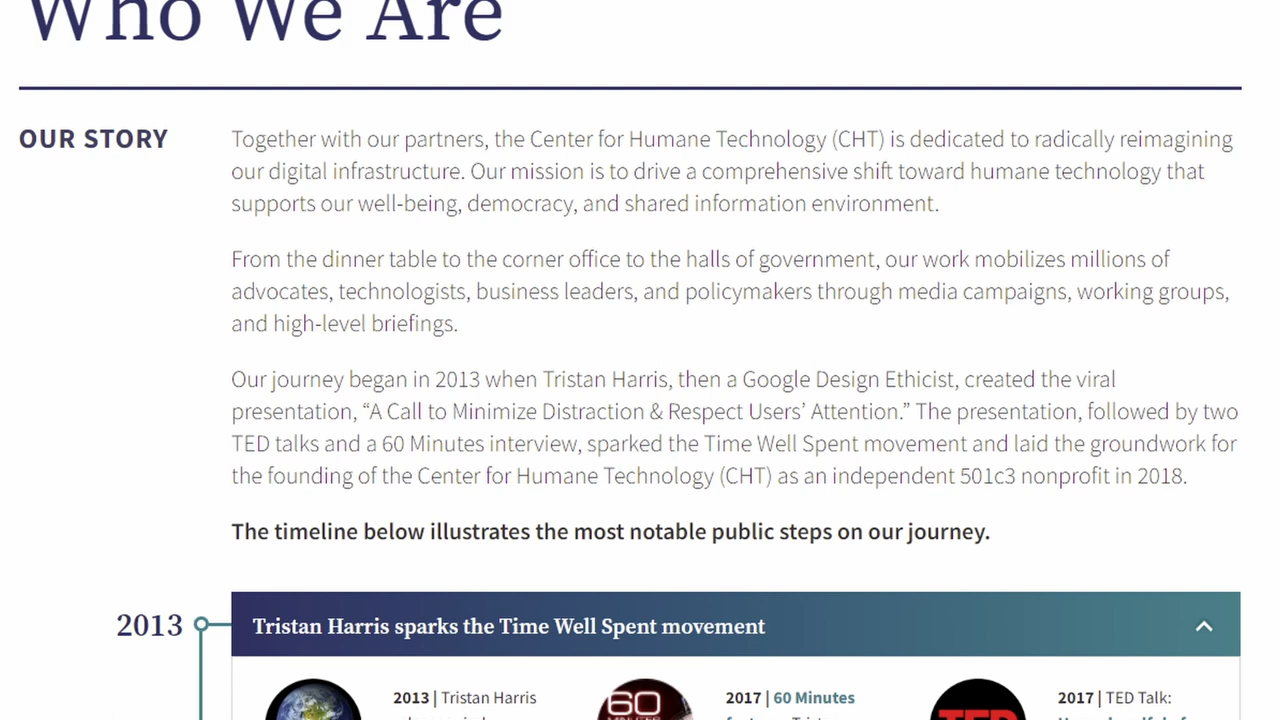 Who We Are
OUR STORY
Together with our partners, the Center for Humane Technology (CHT) is dedicated to radically reimagining
our digital infrastructure. Our mission is to drive a comprehensive shift toward humane technology that
supports our well-being, democracy, and shared information environment.
From the dinner table to the corner office to the halls of government, our work mobilizes millions of
advocates, technologists, business leaders, and policymakers through media campaigns, working groups,
and high-level briefings.
Our journey began in 2013 when Tristan Harris, then a Google Design Ethicist, created the viral
presentation, “A Call to Minimize Distraction & Respect Users’ Attention.” The presentation, followed by two
TED talks and a 60 Minutes interview, sparked the Time Well Spent movement and laid the groundwork for
the founding of the Center for Humane Technology (CHT) as an independent 501c3 nonprofit in 2018.
The timeline below illustrates the most notable public steps on our journey.
2013
Tristan Harris sparks the Time Well Spent movement
2013 | Tristan Harris
60
MINUTES
2017 | 60 Minutes
TED
2017 | TED Talk: